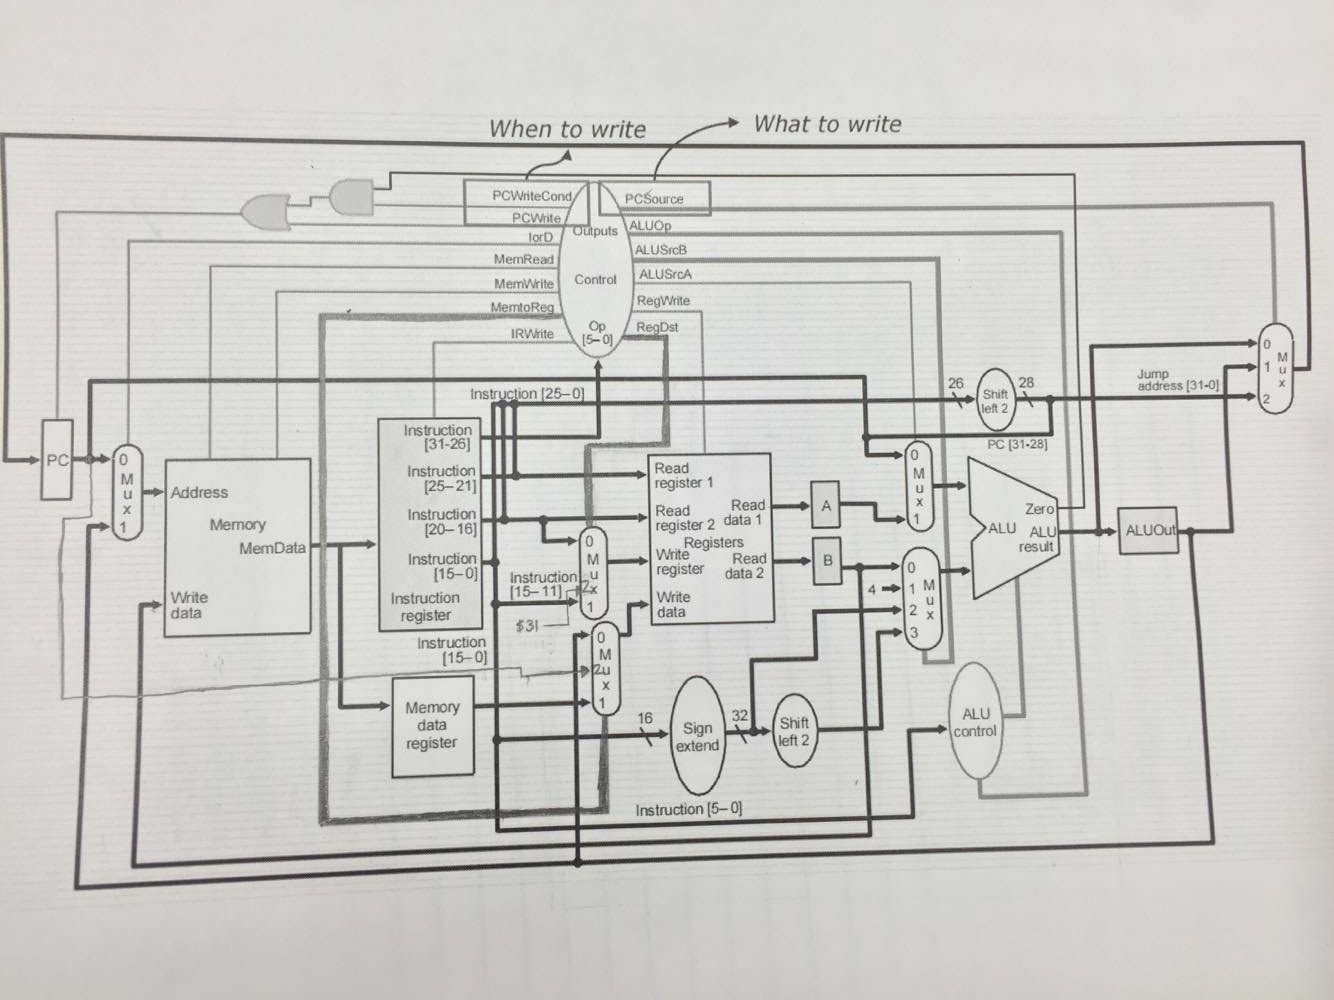 When to write
What to write
PCWriteCond
PCSource
PCWrite
Outputs
ALUOp
IorD
ALUSrcB
MemRead
Control
ALUSrcA
MemWrite
RegWrite
MemtoReg
Op
[5–0]
RegDst
IRWrite
Instruction [25–0]
26
Shift
left 2
28
Jump
address [31-0]
0
1
2
M
u
x
PC [31-28]
PC
0
M
u
x
1
Address
Memory
MemData
Write
data
Instruction
[31-26]
Instruction
[25–21]
Instruction
[20–16]
Instruction
[15–0]
Instruction
register
Instruction
[15–11]
$31
0
M
u
2
x
1
Read
register 1
Read
register 2
Registers
Write
register
Write
data
Read
data 1
Read
data 2
A
B
4
0
M
u
x
1
0
1
2
3
M
u
x
Zero
ALU
ALU
result
ALUOut
Instruction
[15–0]
0
M
2
u
x
1
Memory
data
register
16
Sign
extend
32
Shift
left 2
ALU
control
Instruction [5–0]